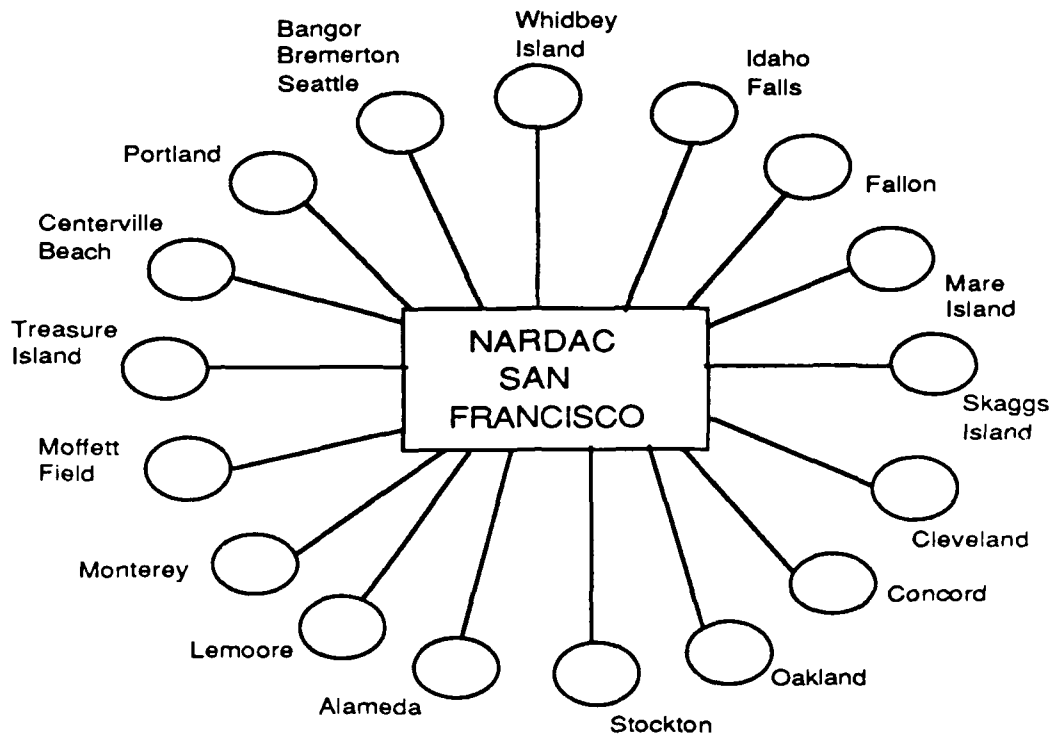 Whidbey
Island
Bangor
Bremerton
Seattle
Idaho
Falls
Portland
Fallon
Centerville
Beach
Mare
Island
Treasure
Island
NARDAC
SAN
FRANCISCO
Skaggs
Island
Moffett
Field
Cleveland
Monterey
Concord
Lemoore
Oakland
Alameda
Stockton